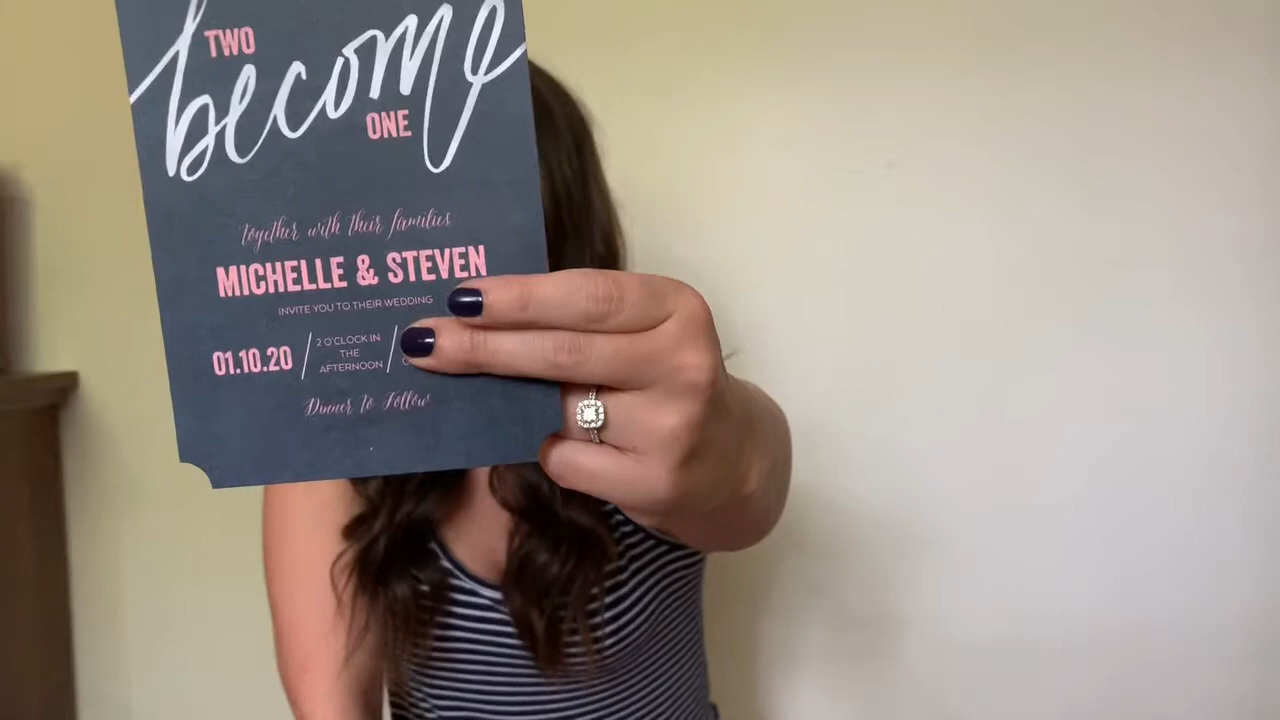 TWO
become
ONE
together with their families
MICHELLE & STEVEN
INVITE YOU TO THEIR WEDDING
01.10.20
2 O'CLOCK IN
THE
AFTERNOON
Dinner to Follow